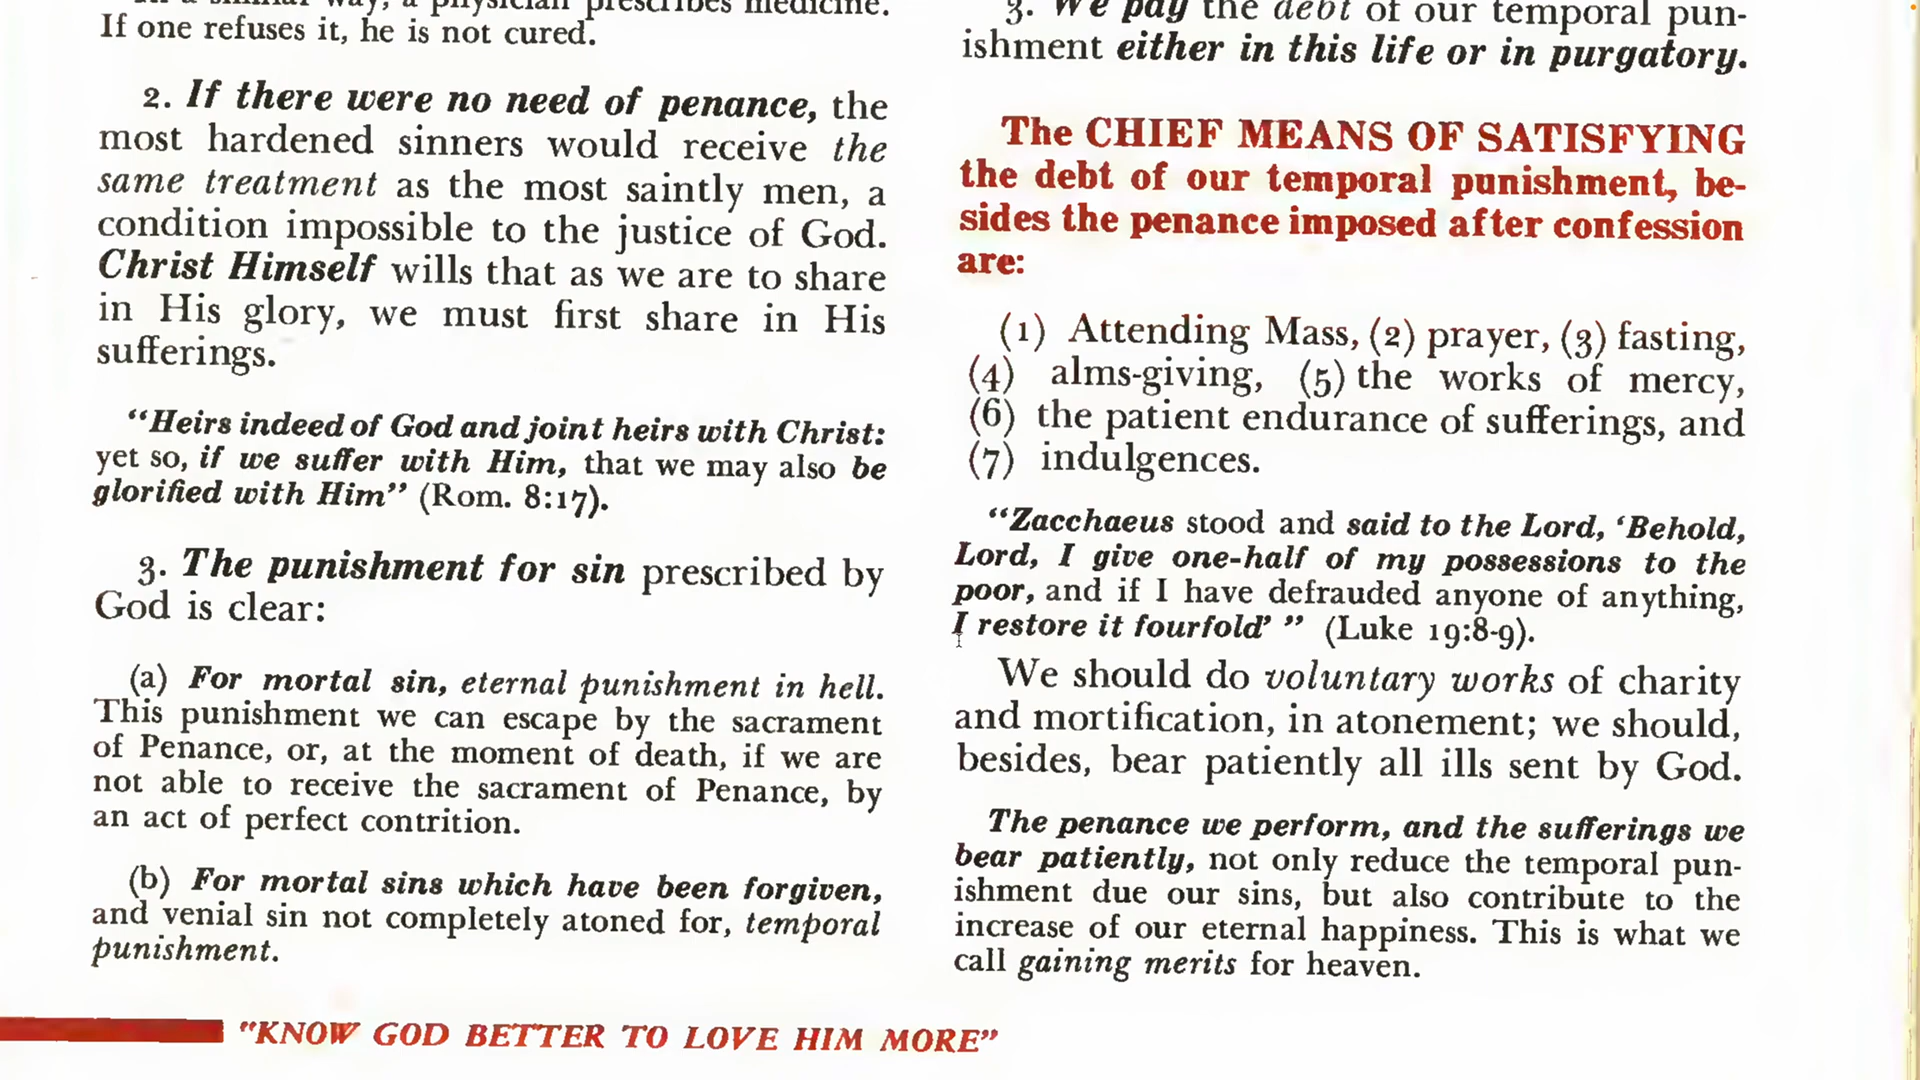 In a similar way, a physician prescribes medicine.
If one refuses it, he is not cured.
2. If there were no need of penance, the
most hardened sinners would receive the
same treatment as the most saintly men, a
condition impossible to the justice of God.
Christ Himself wills that as we are to share
in His glory, we must first share in His
sufferings.
“Heirs indeed of God and joint heirs with Christ:
yet so, if we suffer with Him, that we may also be
glorified with Him” (Rom. 8:17).
3. The punishment for sin prescribed by
God is clear:
(a) For mortal sin, eternal punishment in hell.
This punishment we can escape by the sacrament
of Penance, or, at the moment of death, if we are
not able to receive the sacrament of Penance, by
an act of perfect contrition.
(b) For mortal sins which have been forgiven,
and venial sin not completely atoned for, temporal
punishment.
3. We pay the debt of our temporal pun-
ishment either in this life or in purgatory.
The CHIEF MEANS OF SATISFYING
the debt of our temporal punishment, be-
sides the penance imposed after confession
are:
(1) Attending Mass, (2) prayer, (3) fasting,
(4) alms-giving, (5) the works of mercy,
(6) the patient endurance of sufferings, and
(7) indulgences.
“Zacchaeus stood and said to the Lord, ‘Behold,
Lord, I give one-half of my possessions to the
poor, and if I have defrauded anyone of anything,
I restore it fourfold’ ” (Luke 19:8-9).
We should do voluntary works of charity
and mortification, in atonement; we should,
besides, bear patiently all ills sent by God.
The penance we perform, and the sufferings we
bear patiently, not only reduce the temporal pun-
ishment due our sins, but also contribute to the
increase of our eternal happiness. This is what we
call gaining merits for heaven.
“KNOW GOD BETTER TO LOVE HIM MORE”